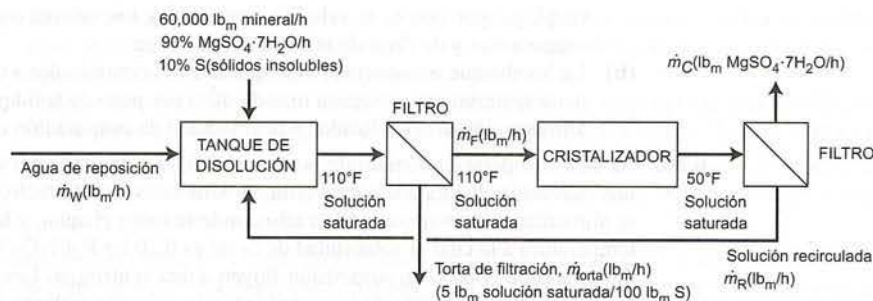 60,000 lbm mineral/h
90% MgSO4·7H2O/h
10% S(sólidos insolubles)
ṁC(lbm MgSO4·7H2O/h)
FILTRO
ṁF(lbm/h)
TANQUE DE
DISOLUCIÓN
CRISTALIZADOR
FILTRO
Agua de reposición
ṁW(lbm/h)
110°F
Solución
saturada
110°F
Solución
saturada
50°F
Solución
saturada
Solución recirculada
ṁR(lbm/h)
Torta de filtración, ṁtorta(lbm/h)
(5 lbm solución saturada/100 lbm S)